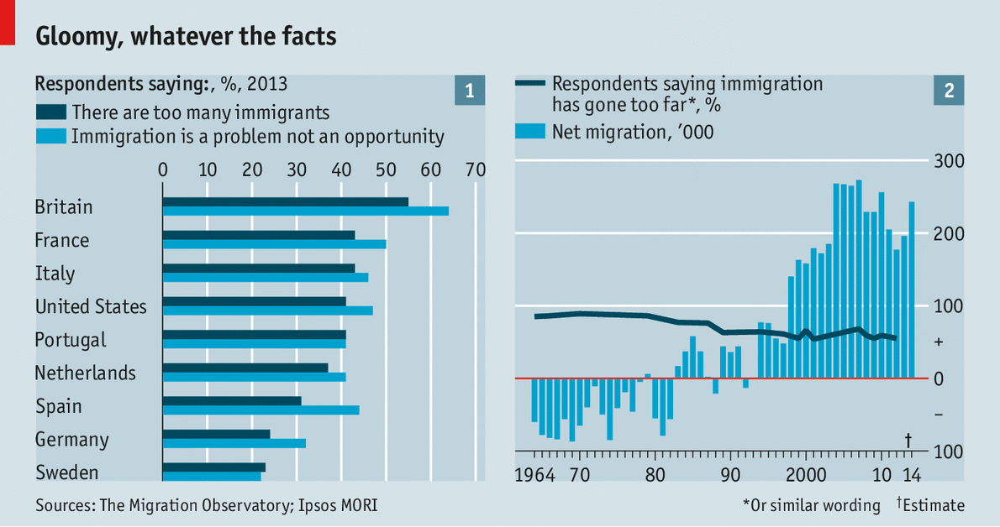 Gloomy, whatever the facts
Respondents saying:, %, 2013
1
There are too many immigrants
Immigration is a problem not an opportunity
0 10 20 30 40 50 60 70
Britain
France
Italy
United States
Portugal
Netherlands
Spain
Germany
Sweden
Respondents saying immigration
has gone too far*, %
2
Net migration, ’000
300
200
100
+
0
–
100
†
1964 70 80 90 2000 10 14
Sources: The Migration Observatory; Ipsos MORI
*Or similar wording †Estimate